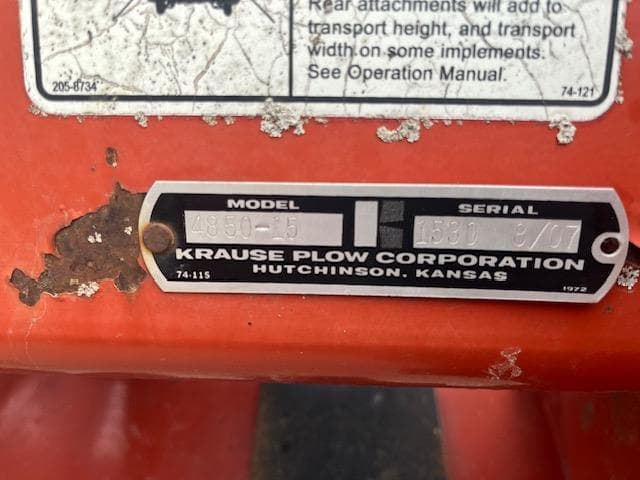 Rear attachments will add to
transport height, and transport
width on some implements.
See Operation Manual.
205-8734
74-121
MODEL
SERIAL
4850-15
1530 8/07
KRAUSE PLOW CORPORATION
74-115
HUTCHINSON, KANSAS
1972